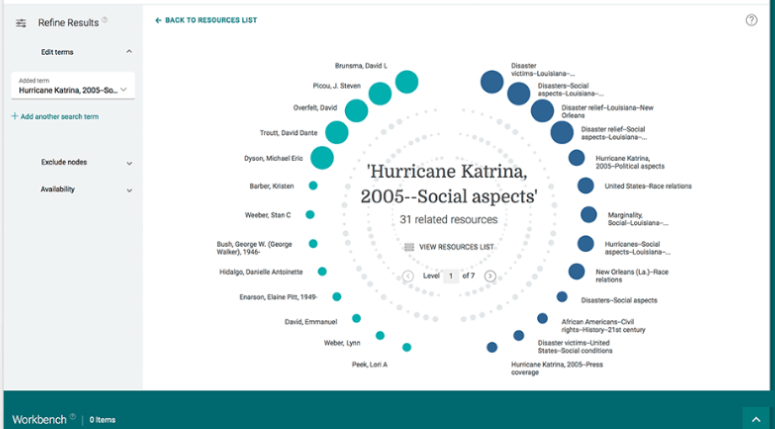 Refine Results
← BACK TO RESOURCES LIST
Edit terms
Added term
Hurricane Katrina, 2005–So...
+ Add another search term
Exclude nodes
Availability
Brunsma, David L
Picou, J. Steven
Overfelt, David
Troutt, David Dante
Dyson, Michael Eric
Barber, Kristen
Weeber, Stan C
Bush, George W. (George
Walker), 1946-
Hidalgo, Danielle Antoinette
Enarson, Elaine Pitt, 1949-
David, Emmanuel
Weber, Lynn
Peek, Lori A
'Hurricane Katrina,
2005--Social aspects'
31 related resources
VIEW RESOURCES LIST
Level 1 of 7
Disaster
victims–Louisiana–...
Disasters–Social
aspects–Louisiana–...
Disaster relief–Louisiana–New
Orleans
Disaster relief–Social
aspects–Louisiana–...
Hurricane Katrina,
2005–Political aspects
United States–Race relations
Marginality,
Social–Louisiana–...
Hurricanes–Social
aspects–Louisiana–...
New Orleans (La.)–Race
relations
Disasters–Social aspects
African Americans–Civil
rights–History–21st century
Disaster victims–United
States–Social conditions
Hurricane Katrina, 2005–Press
coverage
Workbench
0 Items